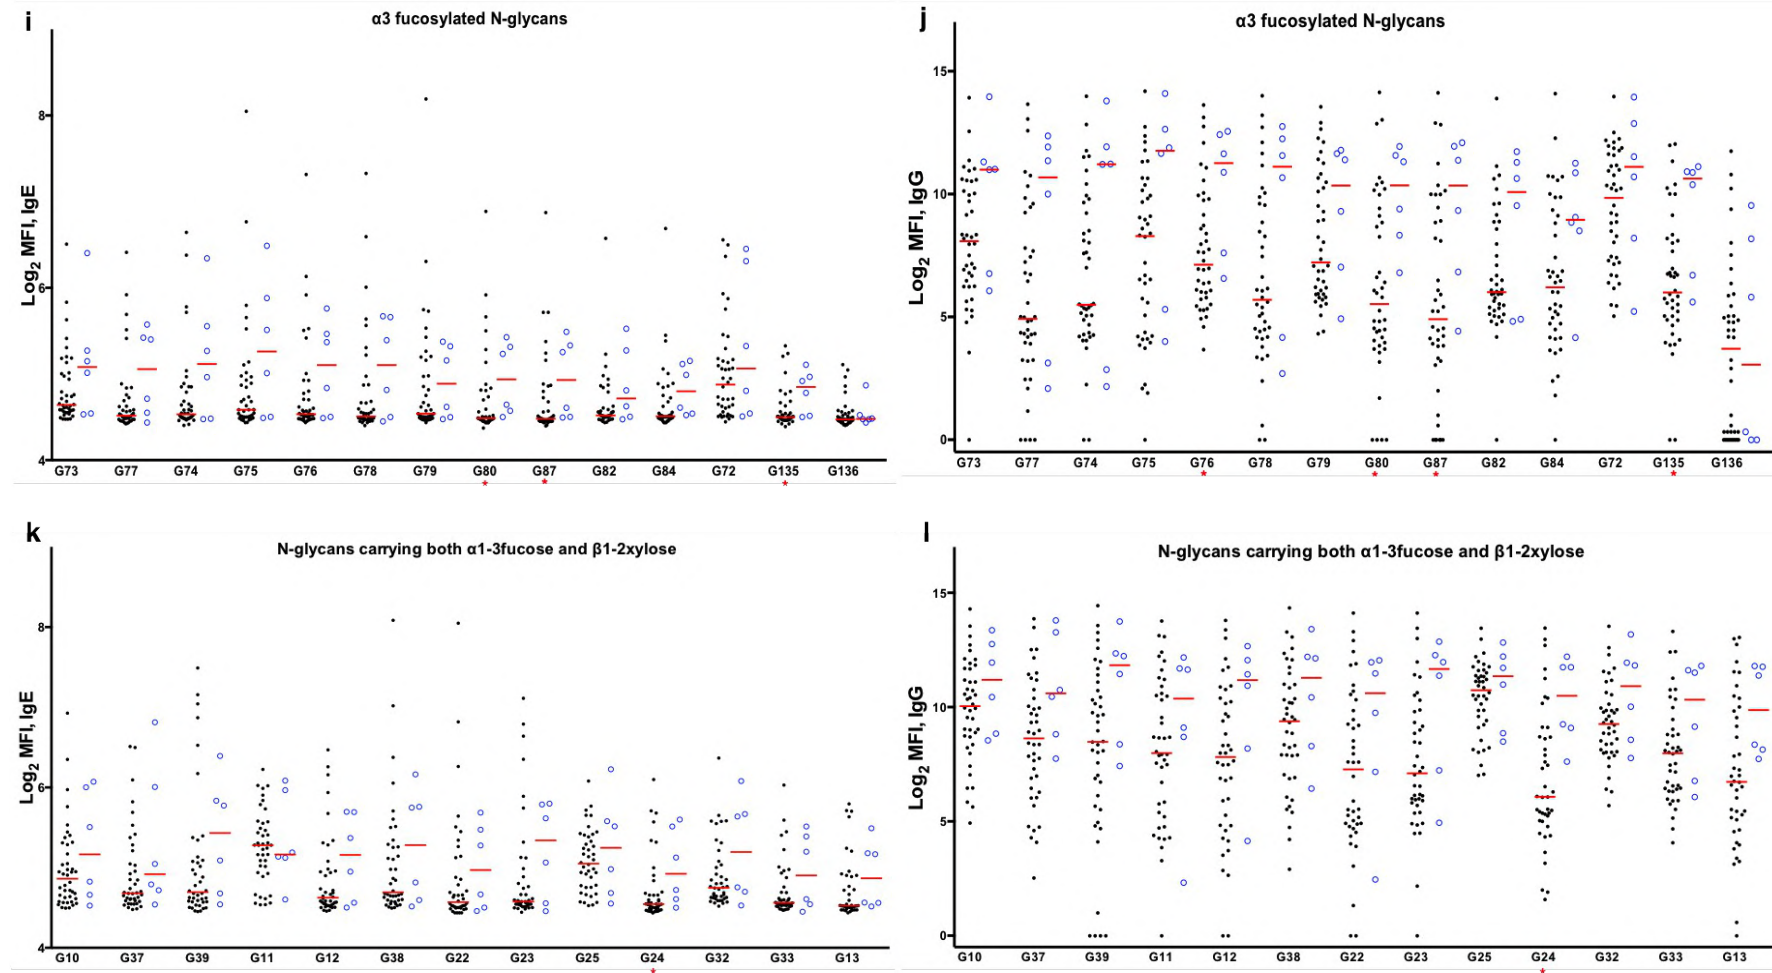 i
α3 fucosylated N-glycans
Log2 MFI, IgE
8
6
4
G73 G77 G74 G75 G76 G78 G79 G80 G87 G82 G84 G72 G135 G136
* * *
j
α3 fucosylated N-glycans
Log2 MFI, IgG
15
10
5
0
G73 G77 G74 G75 G76 G78 G79 G80 G87 G82 G84 G72 G135 G136
* * * *
k
N-glycans carrying both α1-3fucose and β1-2xylose
Log2 MFI, IgE
8
6
4
G10 G37 G39 G11 G12 G38 G22 G23 G25 G24 G32 G33 G13
*
l
N-glycans carrying both α1-3fucose and β1-2xylose
Log2 MFI, IgG
15
10
5
0
G10 G37 G39 G11 G12 G38 G22 G23 G25 G24 G32 G33 G13
*